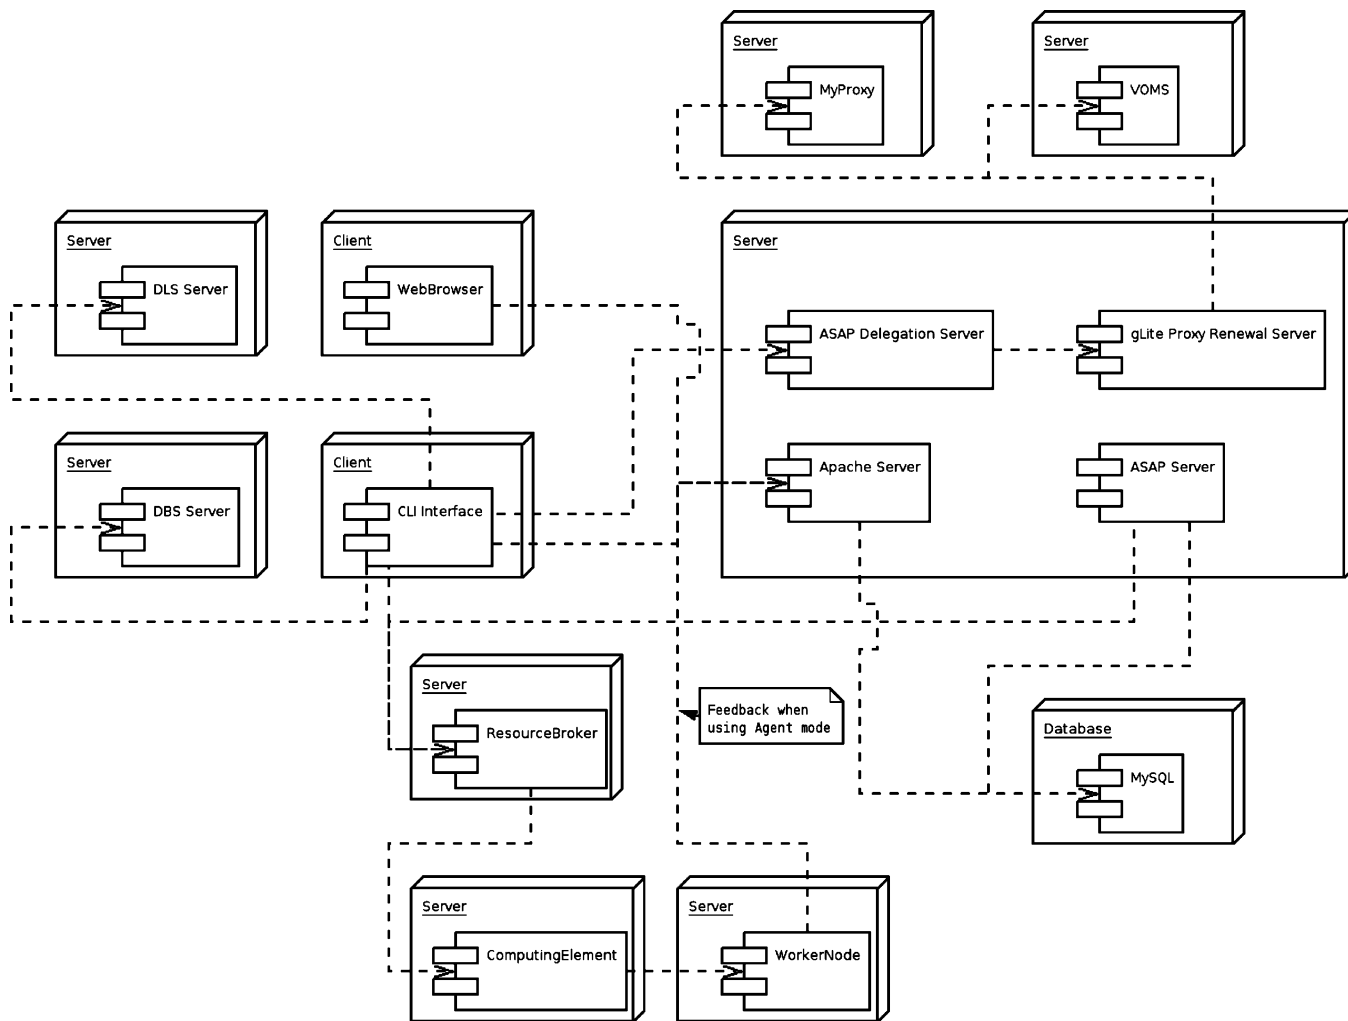 Server
MyProxy
Server
VOMS
Server
DLS Server
Client
WebBrowser
Server
ASAP Delegation Server
gLite Proxy Renewal Server
Server
DBS Server
Client
CLI Interface
Apache Server
ASAP Server
Server
ResourceBroker
Feedback when
using Agent mode
Database
MySQL
Server
ComputingElement
Server
WorkerNode